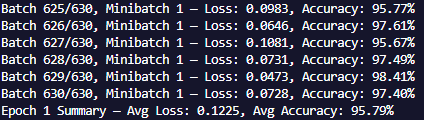 Batch 625/630, Minibatch 1 — Loss: 0.0983, Accuracy: 95.77%
Batch 626/630, Minibatch 1 — Loss: 0.0646, Accuracy: 97.61%
Batch 627/630, Minibatch 1 — Loss: 0.1081, Accuracy: 95.67%
Batch 628/630, Minibatch 1 — Loss: 0.0731, Accuracy: 97.49%
Batch 629/630, Minibatch 1 — Loss: 0.0473, Accuracy: 98.41%
Batch 630/630, Minibatch 1 — Loss: 0.0728, Accuracy: 97.40%
Epoch 1 Summary — Avg Loss: 0.1225, Avg Accuracy: 95.79%